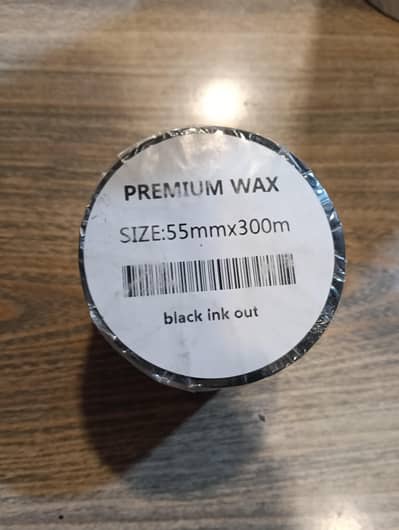 PREMIUM WAX
SIZE:55mmx300m
black ink out